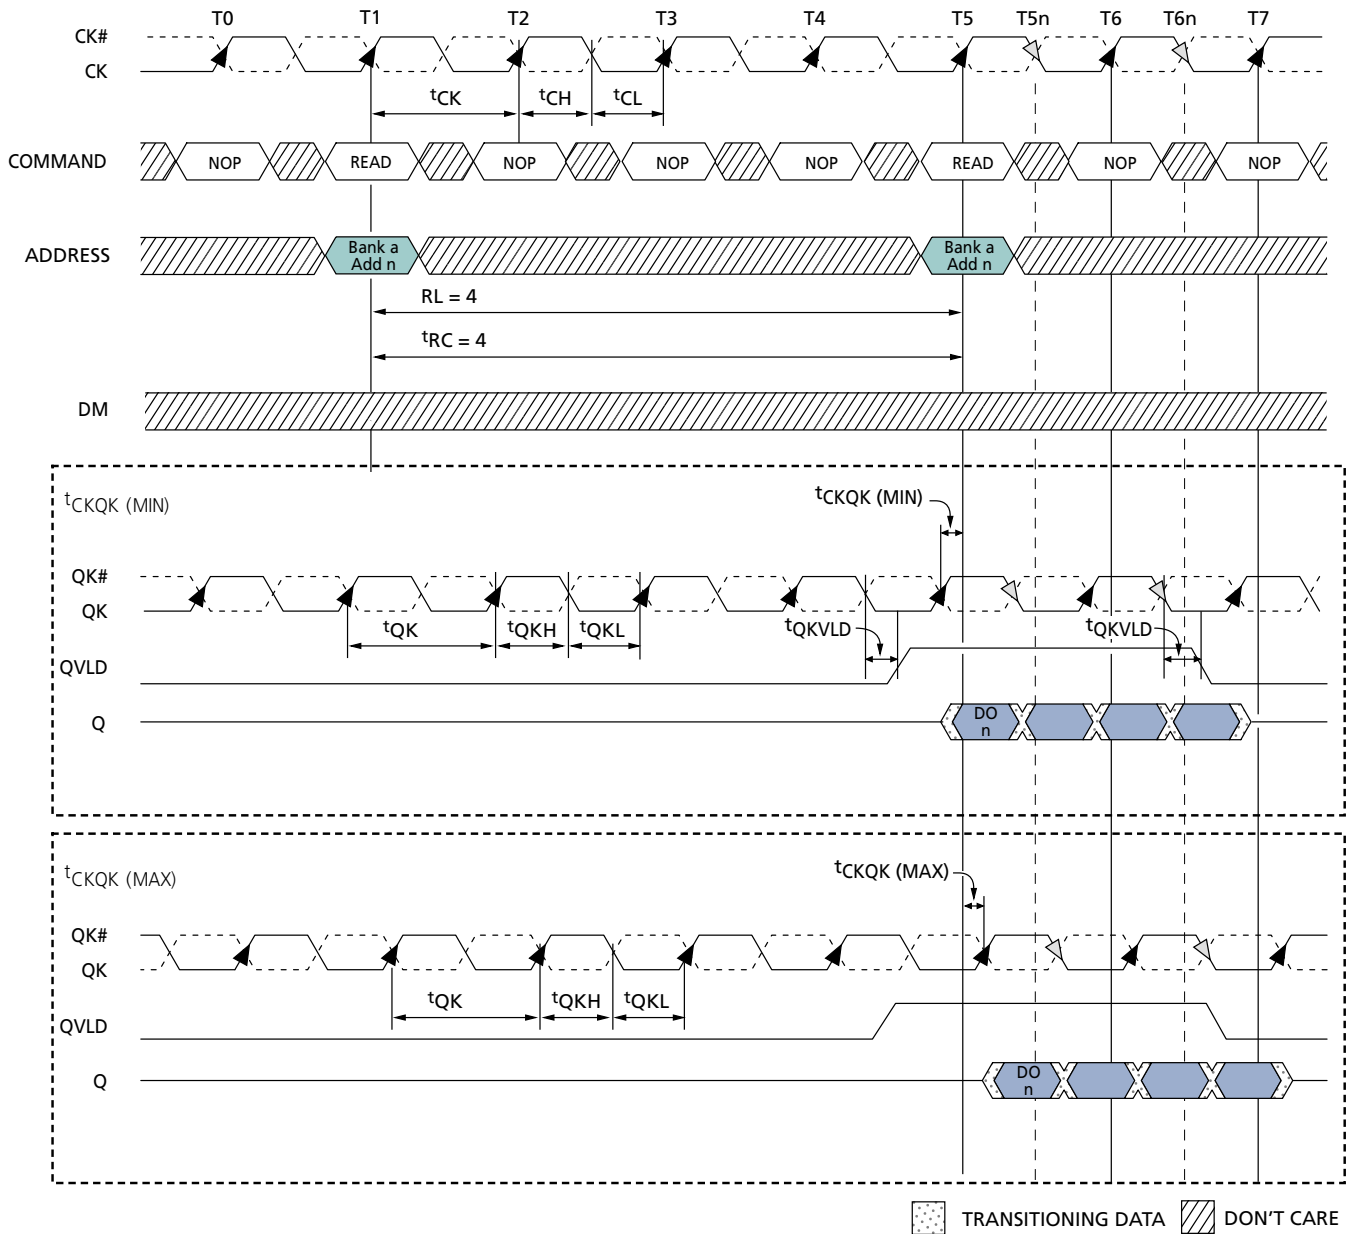 T0 T1 T2 T3 T4 T5 T5n T6 T6n T7
CK#
CK
tCK tCH tCL
COMMAND NOP READ NOP NOP NOP READ NOP NOP
ADDRESS Bank a Add n Bank a Add n
RL = 4
tRC = 4
DM
tCKQK (MIN)
tCKQK (MIN)
QK#
QK
tQK tQKH tQKL tQKVLD tQKVLD
QVLD
Q DO n
tCKQK (MAX)
tCKQK (MAX)
QK#
QK
tQK tQKH tQKL
QVLD
Q DO n
TRANSITIONING DATA DON'T CARE